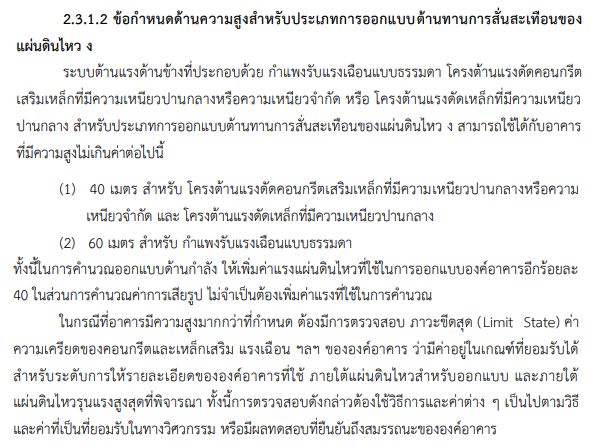 2.3.1.2 ข้อกำหนดด้านความสูงสำหรับประเภทการออกแบบต้านทานการสั่นสะเทือนของ
แผ่นดินไหว ง
ระบบต้านแรงด้านข้างที่ประกอบด้วย กำแพงรับแรงเฉือนแบบธรรมดา โครงต้านแรงดัดคอนกรีต
เสริมเหล็กที่มีความเหนียวปานกลางหรือความเหนียวจำกัด หรือ โครงต้านแรงดัดเหล็กที่มีความเหนียว
ปานกลาง สำหรับประเภทการออกแบบต้านทานการสั่นสะเทือนของแผ่นดินไหว ง สามารถใช้ได้กับอาคาร
ที่มีความสูงไม่เกินค่าต่อไปนี้
(1) 40 เมตร สำหรับ โครงต้านแรงดัดคอนกรีตเสริมเหล็กที่มีความเหนียวปานกลางหรือความ
เหนียวจำกัด และ โครงต้านแรงดัดเหล็กที่มีความเหนียวปานกลาง
(2) 60 เมตร สำหรับ กำแพงรับแรงเฉือนแบบธรรมดา
ทั้งนี้ในการคำนวณออกแบบด้านกำลัง ให้เพิ่มค่าแรงแผ่นดินไหวที่ใช้ในการออกแบบองค์อาคารอีกร้อยละ
40 ในส่วนการคำนวณค่าการเสียรูป ไม่จำเป็นต้องเพิ่มค่าแรงที่ใช้ในการคำนวณ
ในกรณีที่อาคารมีความสูงมากกว่าที่กำหนด ต้องมีการตรวจสอบ ภาวะขีดสุด (Limit State) ค่า
ความเครียดของคอนกรีตและเหล็กเสริม แรงเฉือน ฯลฯ ขององค์อาคาร ว่ามีค่าอยู่ในเกณฑ์ที่ยอมรับได้
สำหรับระดับการให้รายละเอียดขององค์อาคารที่ใช้ ภายใต้แผ่นดินไหวสำหรับออกแบบ และภายใต้
แผ่นดินไหวรุนแรงสูงสุดที่พิจารณา ทั้งนี้การตรวจสอบดังกล่าวต้องใช้วิธีการและค่าต่าง ๆ เป็นไปตามวิธี
และค่าที่เป็นที่ยอมรับในทางวิศวกรรม หรือมีผลทดสอบที่ยืนยันถึงสมรรถนะขององค์อาคาร